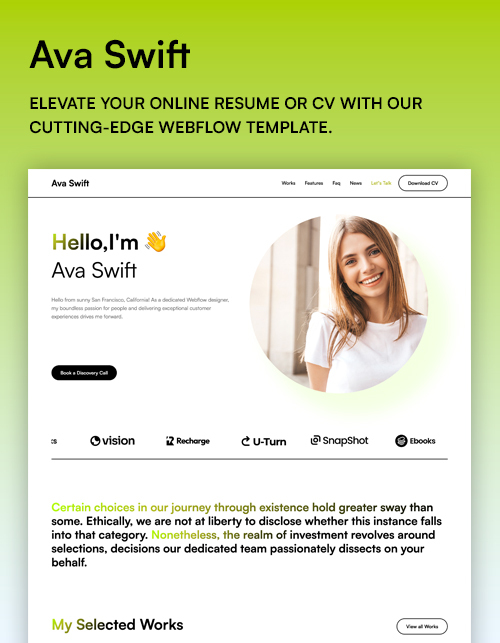 Ava Swift
ELEVATE YOUR ONLINE RESUME OR CV WITH OUR
CUTTING-EDGE WEBFLOW TEMPLATE.
Ava Swift
Works Features Faq News Let's Talk Download CV
Hello,I'm 👋
Ava Swift
Hello from sunny San Francisco, California! As a dedicated Webflow designer,
my boundless passion for people and delivering exceptional customer
experiences drives me forward.
Book a Discovery Call
cs vision Recharge U-Turn SnapShot Ebooks
Certain choices in our journey through existence hold greater sway than
some. Ethically, we are not at liberty to disclose whether this instance falls
into that category. Nonetheless, the realm of investment revolves around
selections, decisions our dedicated team passionately dissects on your
behalf.
My Selected Works
View all Works